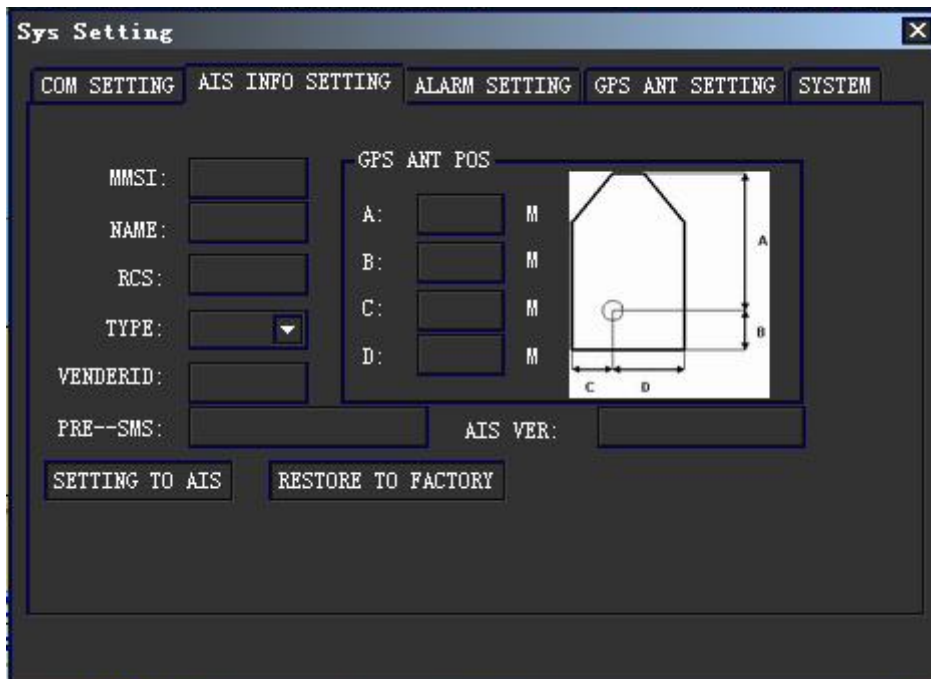 Sys Setting
COM SETTING AIS INFO SETTING ALARM SETTING GPS ANT SETTING SYSTEM
GPS ANT POS
MMSI:
NAME:
RCS:
TYPE:
VENDERID:
A: M
B: M
C: M
D: M
A
B
C D
PRE--SMS: AIS VER:
SETTING TO AIS RESTORE TO FACTORY